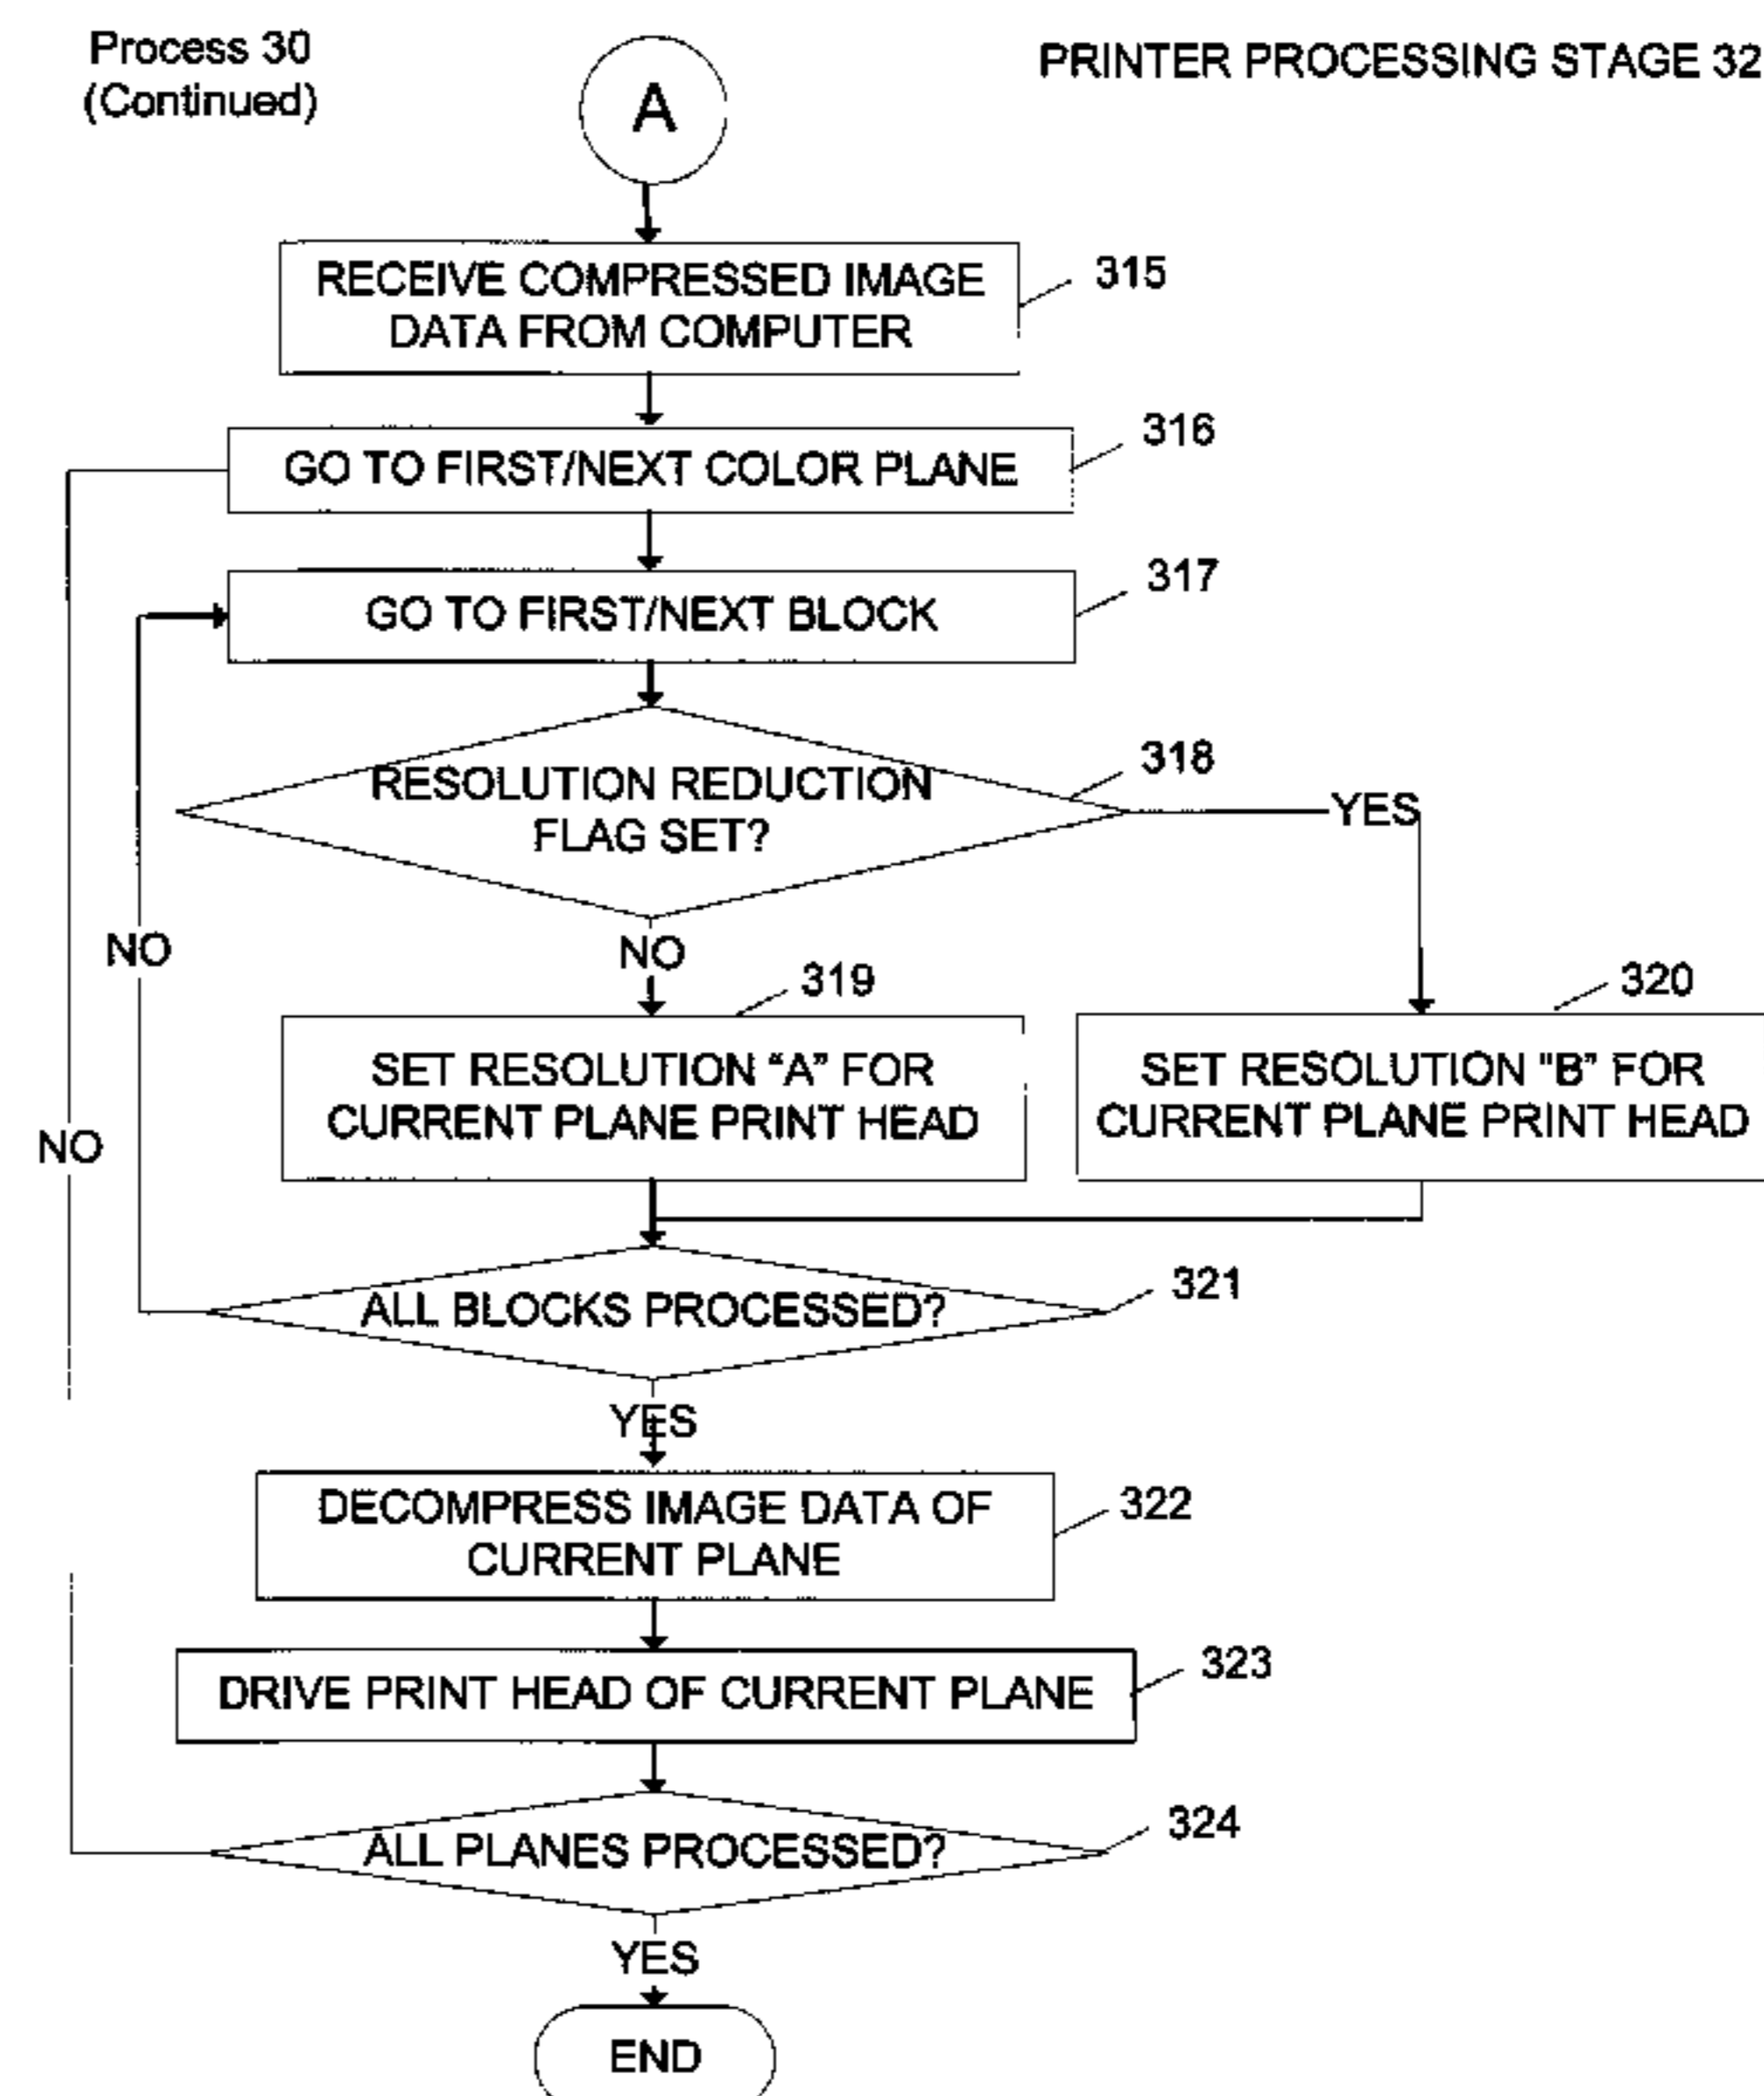 Process 30
(Continued)
A
PRINTER PROCESSING STAGE 32
RECEIVE COMPRESSED IMAGE
DATA FROM COMPUTER
315
GO TO FIRST/NEXT COLOR PLANE
316
GO TO FIRST/NEXT BLOCK
317
RESOLUTION REDUCTION
FLAG SET?
318
YES
NO
NO
319
320
SET RESOLUTION “A” FOR
CURRENT PLANE PRINT HEAD
SET RESOLUTION "B” FOR
CURRENT PLANE PRINT HEAD
NO
ALL BLOCKS PROCESSED?
321
YES
DECOMPRESS IMAGE DATA OF
CURRENT PLANE
322
DRIVE PRINT HEAD OF CURRENT PLANE
323
ALL PLANES PROCESSED?
324
YES
END